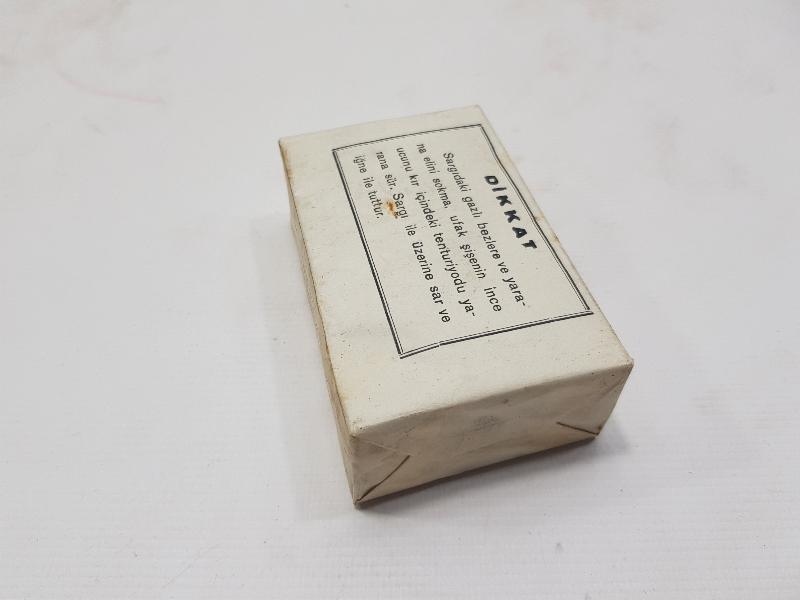 DİKKAT
Sargıdaki gazlı bezlere ve yara-
na elini sokma, ufak şişenin ince
ucunu kır içindeki tenturiyodu ya-
rana sür. Sargı ile üzerine sar ve
iğne ile tuttur.